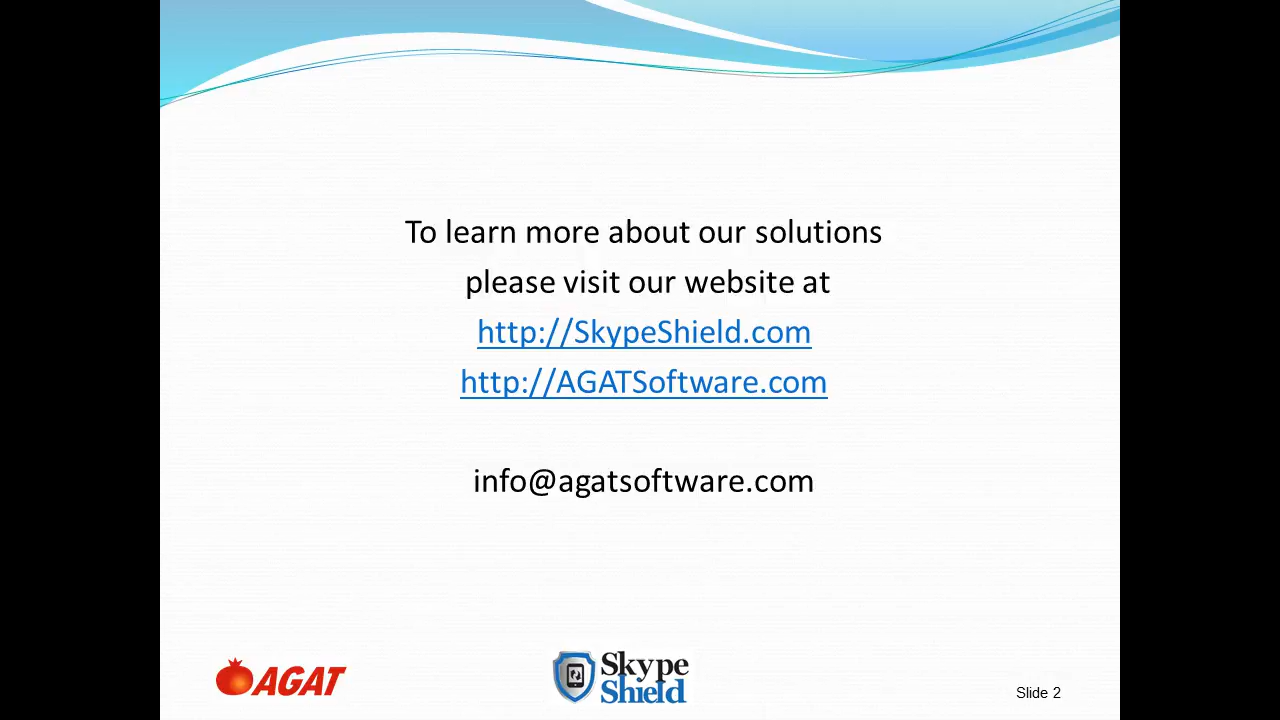 To learn more about our solutions
please visit our website at
http://SkypeShield.com
http://AGATSoftware.com
info@agatsoftware.com
AGAT
Skype
Shield
Slide 2